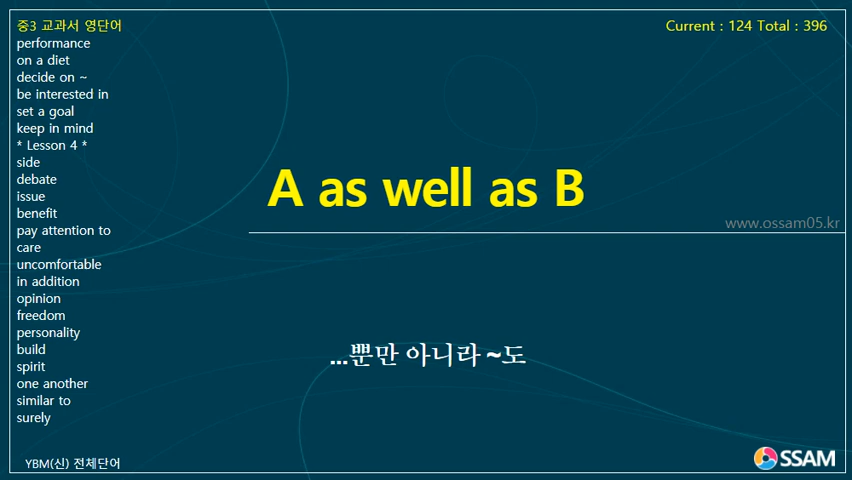 중3 교과서 영단어
performance
on a diet
decide on ~
be interested in
set a goal
keep in mind
* Lesson 4 *
side
debate
issue
benefit
pay attention to
care
uncomfortable
in addition
opinion
freedom
personality
build
spirit
one another
similar to
surely
YBM(신) 전체단어
Current : 124 Total : 396
A as well as B
www.ossam05.kr
...뿐만 아니라 ~도
OSSAM